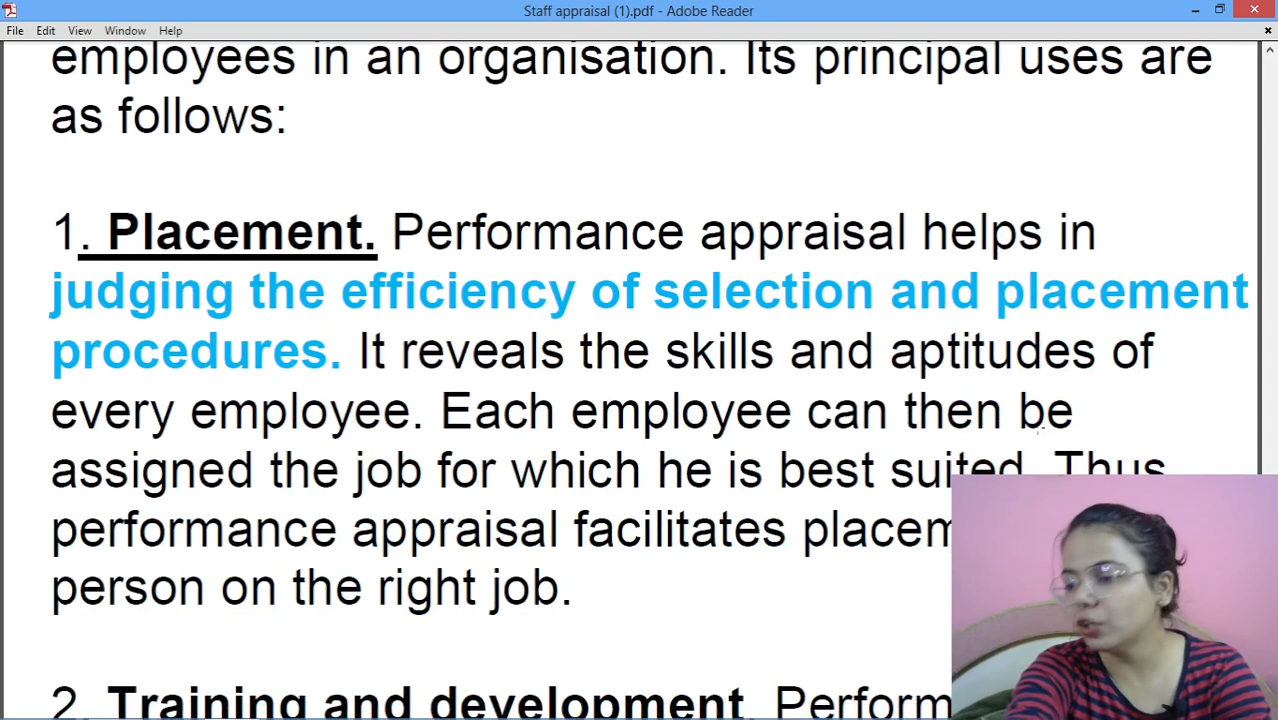 Staff appraisal (1).pdf - Adobe Reader
File Edit View Window Help
employees in an organisation. Its principal uses are
as follows:
1. Placement. Performance appraisal helps in
judging the efficiency of selection and placement
procedures. It reveals the skills and aptitudes of
every employee. Each employee can then be
assigned the job for which he is best suited. Thus
performance appraisal facilitates placem
person on the right job.
2. Training and development. Perform